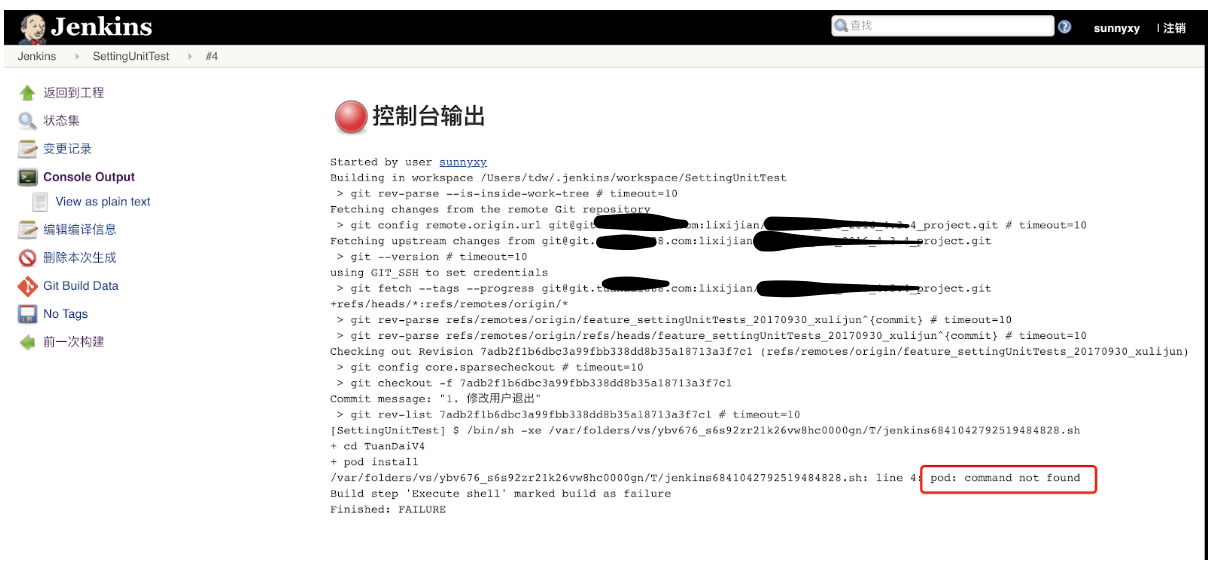 Jenkins
查找
sunnyxy
注销
Jenkins
SettingUnitTest
#4
返回到工程
状态集
变更记录
Console Output
View as plain text
编辑编译信息
删除本次生成
Git Build Data
No Tags
前一次构建
控制台输出
Started by user sunnyxy
Building in workspace /Users/tdw/.jenkins/workspace/SettingUnitTest
> git rev-parse --is-inside-work-tree # timeout=10
Fetching changes from the remote Git repository
> git config remote.origin.url git@git om:lixijian/ 4_project.git # timeout=10
Fetching upstream changes from git@git. 8.com:lixijian project.git
> git --version # timeout=10
using GIT_SSH to set credentials
> git fetch --tags --progress git@git. .com:lixijian/ project.git
+refs/heads/*:refs/remotes/origin/*
> git rev-parse refs/remotes/origin/feature_settingUnitTests_20170930_xulijun^{commit} # timeout=10
> git rev-parse refs/remotes/origin/refs/heads/feature_settingUnitTests_20170930_xulijun^{commit} # timeout=10
Checking out Revision 7adb2f1b6dbc3a99fbb338dd8b35a18713a3f7c1 (refs/remotes/origin/feature_settingUnitTests_20170930_xulijun)
> git config core.sparsecheckout # timeout=10
> git checkout -f 7adb2f1b6dbc3a99fbb338dd8b35a18713a3f7c1
Commit message: "1. 修改用户退出"
> git rev-list 7adb2f1b6dbc3a99fbb338dd8b35a18713a3f7c1 # timeout=10
[SettingUnitTest] $ /bin/sh -xe /var/folders/vs/ybv676_s6s92zr21k26vw8hc0000gn/T/jenkins6841042792519484828.sh
+ cd TuanDaiV4
+ pod install
/var/folders/vs/ybv676_s6s92zr21k26vw8hc0000gn/T/jenkins6841042792519484828.sh: line 4: pod: command not found
Build step 'Execute shell' marked build as failure
Finished: FAILURE